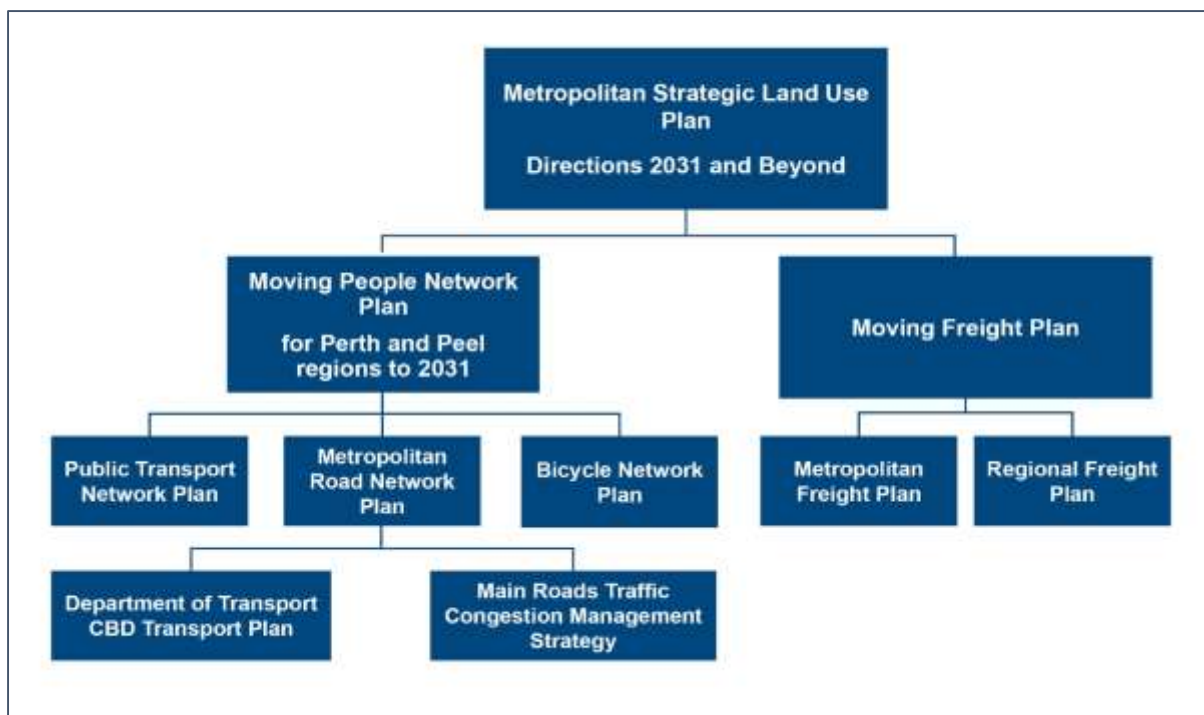 Metropolitan Strategic Land Use
Plan
Directions 2031 and Beyond
Moving People Network
Plan
for Perth and Peel
regions to 2031
Moving Freight Plan
Public Transport
Network Plan
Metropolitan
Road Network
Plan
Bicycle Network
Plan
Metropolitan
Freight Plan
Regional Freight
Plan
Department of Transport
CBD Transport Plan
Main Roads Traffic
Congestion Management
Strategy